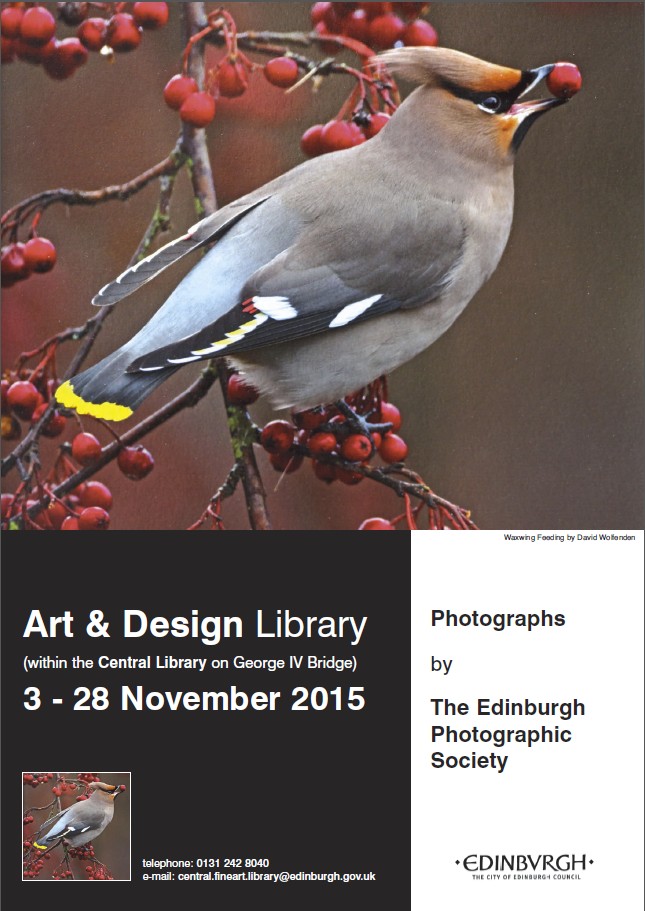 Waxwing Feeding by David Wolfenden
Art & Design Library
(within the Central Library on George IV Bridge)
3 - 28 November 2015
telephone: 0131 242 8040
e-mail: central.fineart.library@edinburgh.gov.uk
Photographs
by
The Edinburgh
Photographic
Society
•EDINBVRGH•
THE CITY OF EDINBURGH COUNCIL